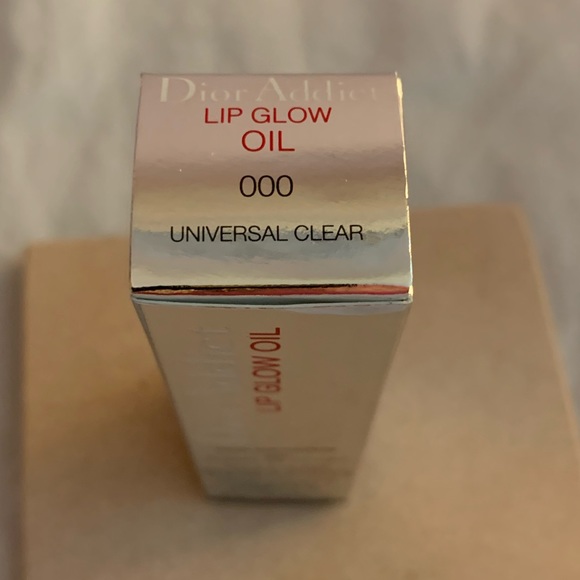 Dior Addict
LIP GLOW
OIL
000
UNIVERSAL CLEAR
LIP GLOW OIL